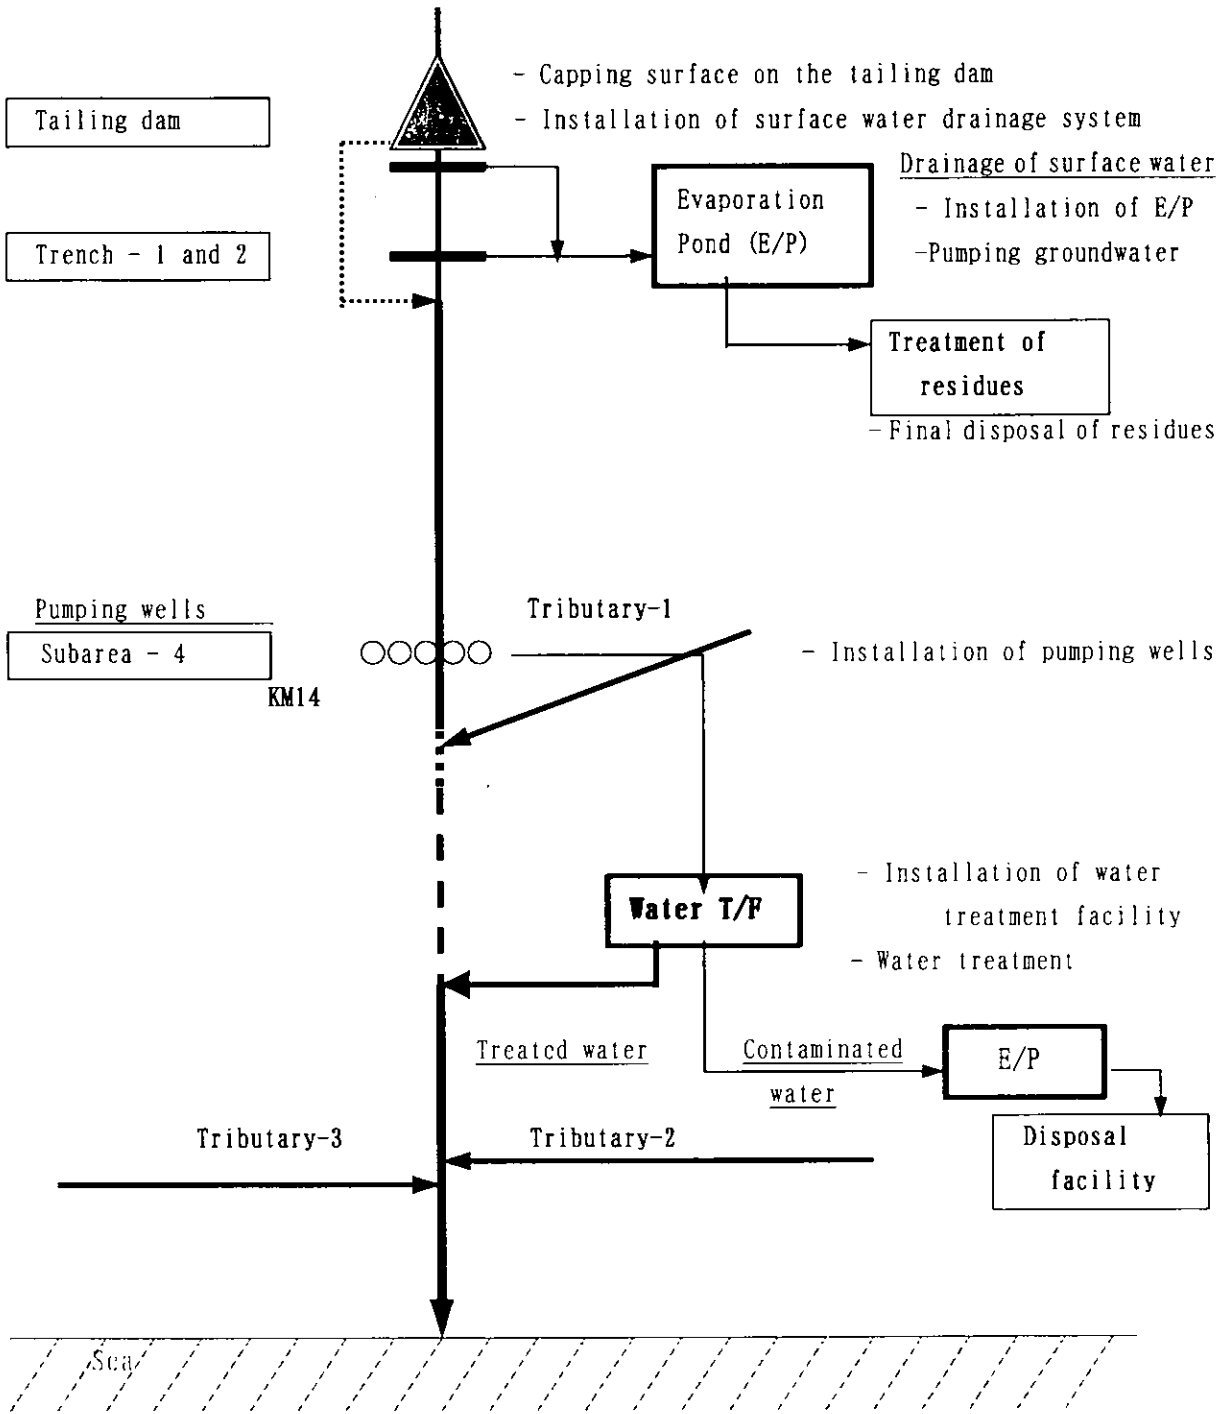 - Capping surface on the tailing dam
Tailing dam
- Installation of surface water drainage system
Drainage of surface water
Evaporation
Pond (E/P)
- Installation of E/P
Trench - 1 and 2
-Pumping groundwater
Treatment of
residues
- Final disposal of residues
Pumping wells
Tributary-1
Subarea - 4
- Installation of pumping wells
KM14
- Installation of water
treatment facility
Water T/F
- Water treatment
Treated water
Contaminated
water
E/P
Tributary-3
Tributary-2
Disposal
facility
Sea